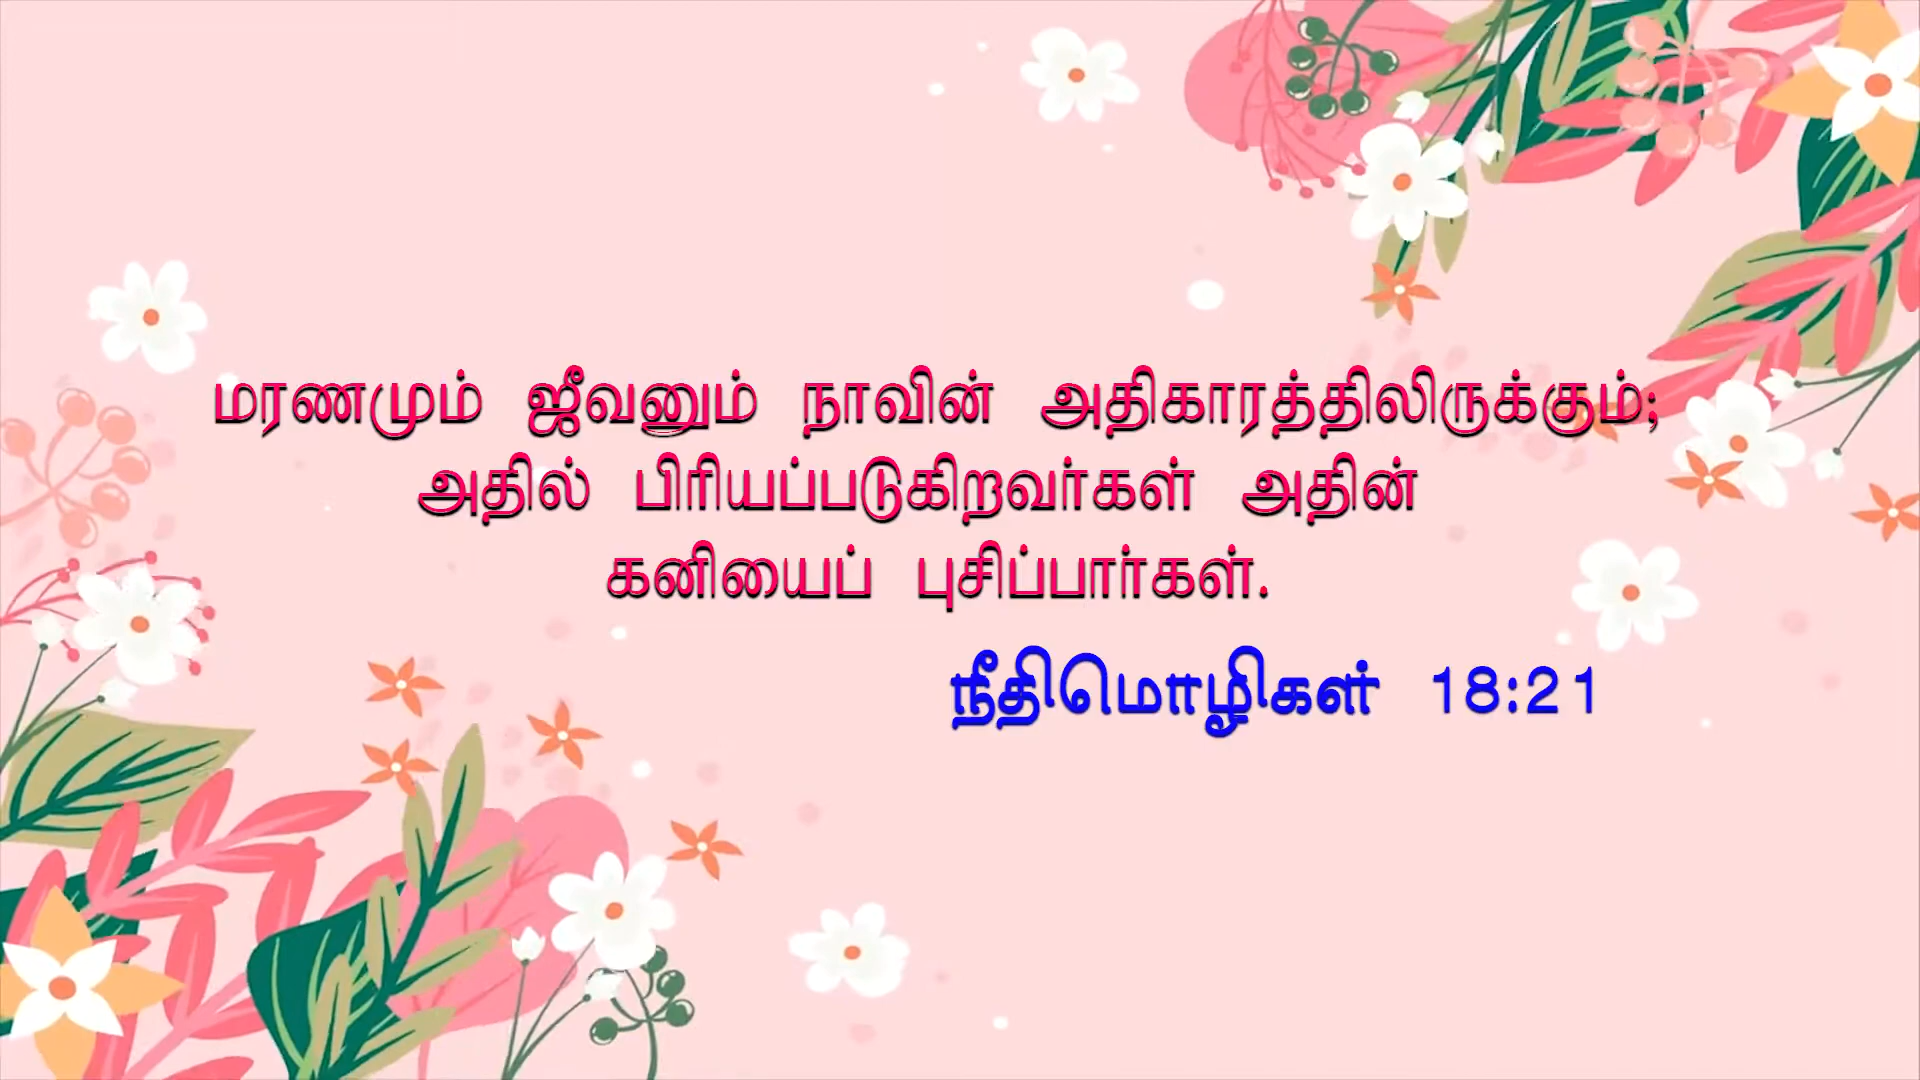 மரணமும் ஜீவனும் நாவின் அதிகாரத்திலிருக்கும்;
அதில் பிரியப்படுகிறவர்கள் அதின்
கனியைப் புசிப்பார்கள்.
நீதிமொழிகள் 18:21